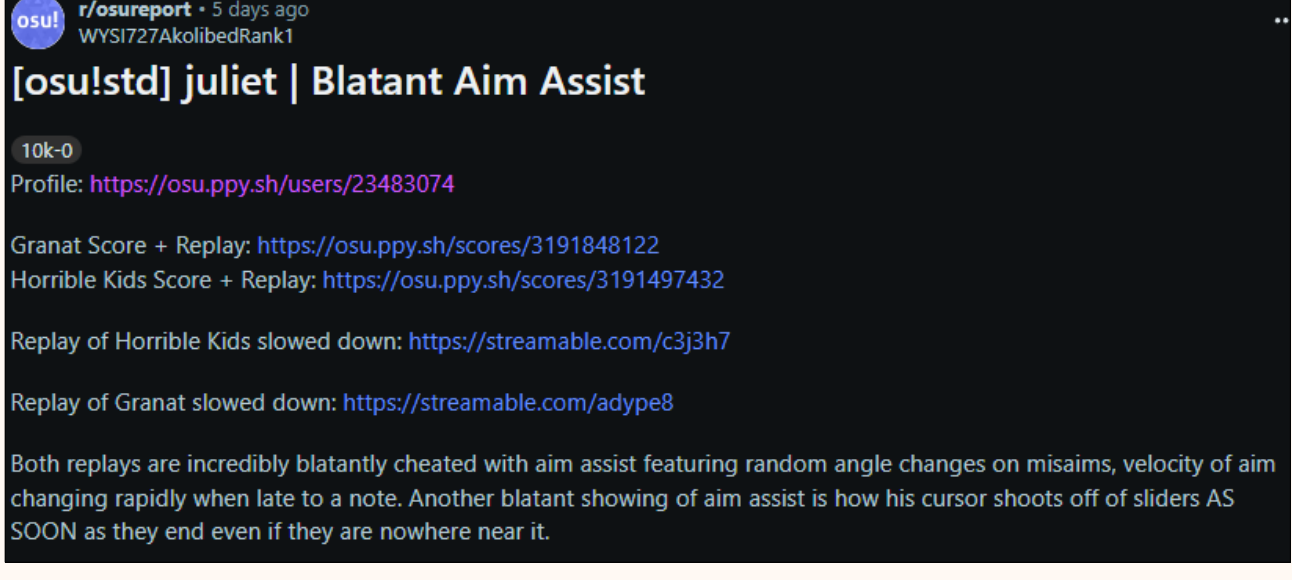 osu! r/osureport • 5 days ago
WYSI727AkolibedRank1
[osu!std] juliet | Blatant Aim Assist
10k-0
Profile: https://osu.ppy.sh/users/23483074
Granat Score + Replay: https://osu.ppy.sh/scores/3191848122
Horrible Kids Score + Replay: https://osu.ppy.sh/scores/3191497432
Replay of Horrible Kids slowed down: https://streamable.com/c3j3h7
Replay of Granat slowed down: https://streamable.com/adype8
Both replays are incredibly blatantly cheated with aim assist featuring random angle changes on misaims, velocity of aim
changing rapidly when late to a note. Another blatant showing of aim assist is how his cursor shoots off of sliders AS
SOON as they end even if they are nowhere near it.